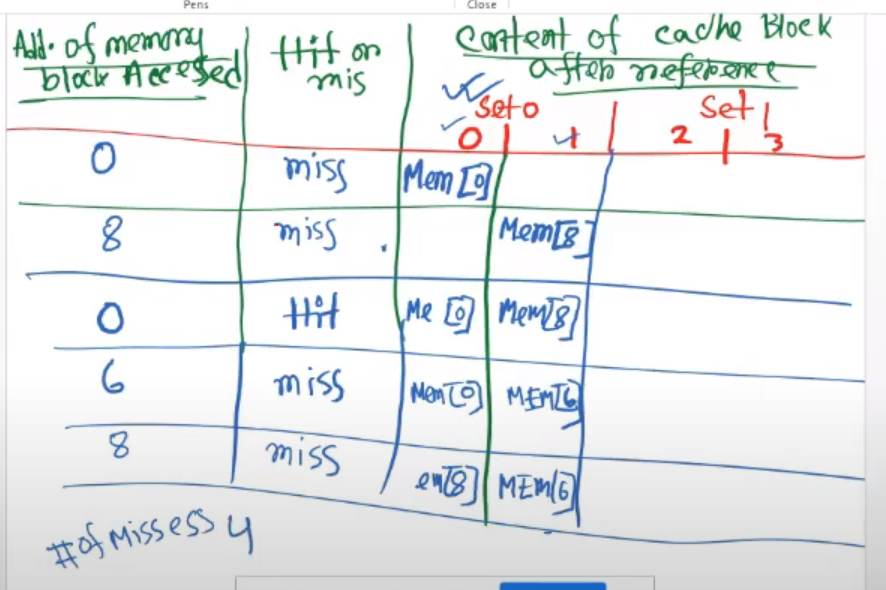 Pens Close
Add. of memory
block Accesed
Hit or
mis
Content of cache Block
after reference
Set 0 Set 1
0 1 2 3
0 miss Mem[0]
8 miss Mem[8]
0 Hit Me[0] Mem[8]
6 miss Mem[0] MEm[6]
8 miss em[8] MEm[6]
# of Missess 4